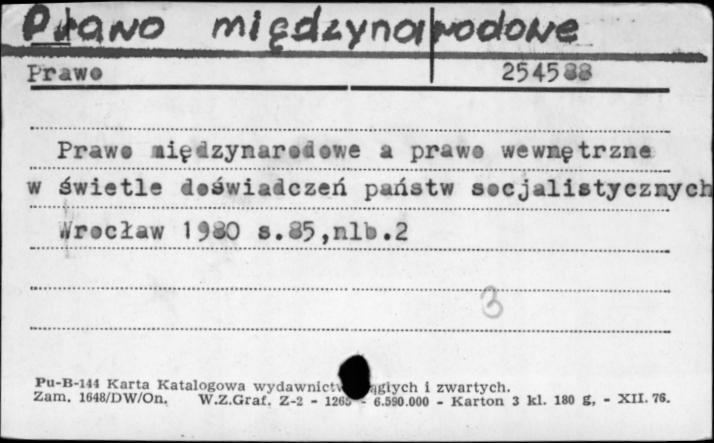 Prawo międzynarodowe
Prawo 254588
Prawo międzynarodowe a prawo wewnętrzne
w świetle doświadczeń państw socjalistycznych
Wrocław 1980 s.85,nlb.2
3
Pu-B-144 Karta Katalogowa wydawnictw ciągłych i zwartych.
Zam. 1648/DW/On. W.Z.Graf. Z-2 - 1265 - 6.590.000 - Karton 3 kl. 180 g, - XII. 76.